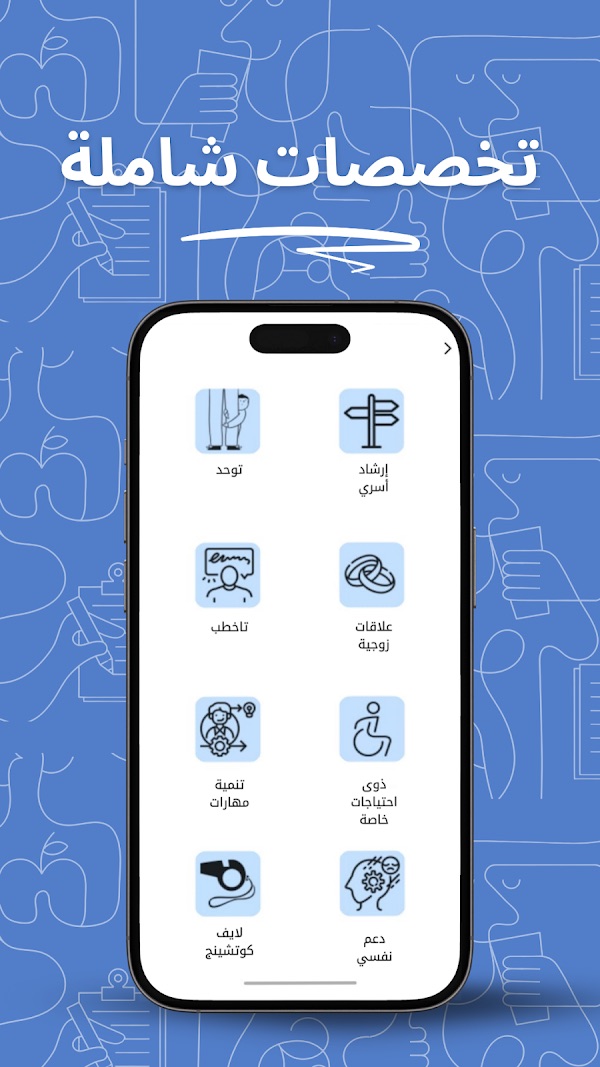 تخصصات شاملة
إرشاد
أسري
توحد
علاقات
زوجية
تاخطب
ذوى
احتياجات
خاصة
تنمية
مهارات
دعم
نفسي
لايف
كوتشينج